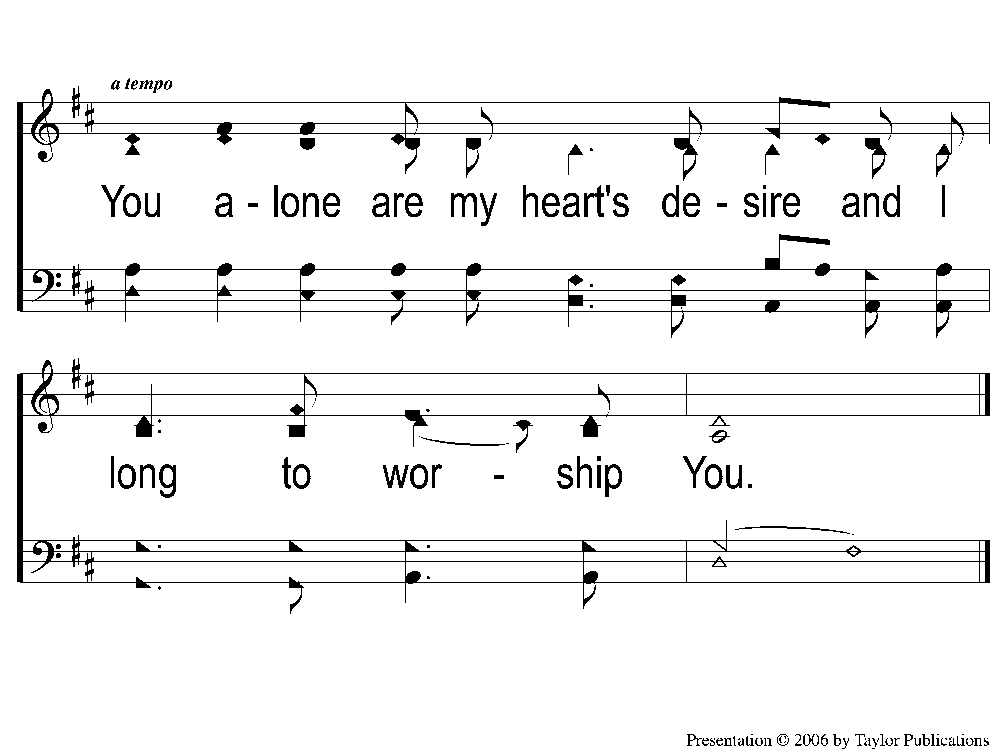 a tempo
You a - lone are my heart's de - sire and I
long to wor - ship You.
Presentation © 2006 by Taylor Publications